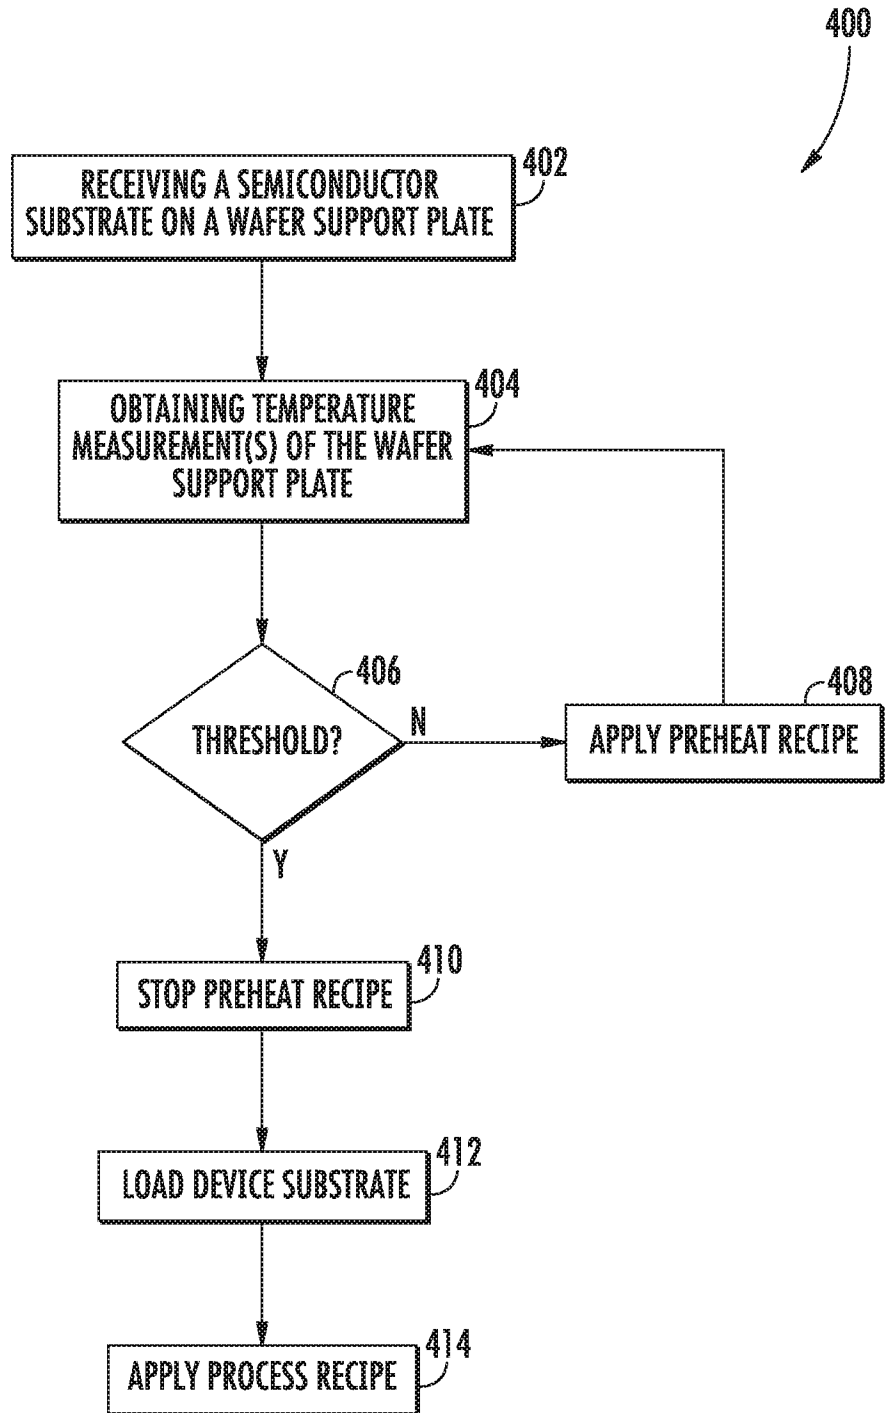 400
402
RECEIVING A SEMICONDUCTOR
SUBSTRATE ON A WAFER SUPPORT PLATE
404
OBTAINING TEMPERATURE
MEASUREMENT(S) OF THE WAFER
SUPPORT PLATE
406
THRESHOLD?
N
408
APPLY PREHEAT RECIPE
Y
410
STOP PREHEAT RECIPE
412
LOAD DEVICE SUBSTRATE
414
APPLY PROCESS RECIPE